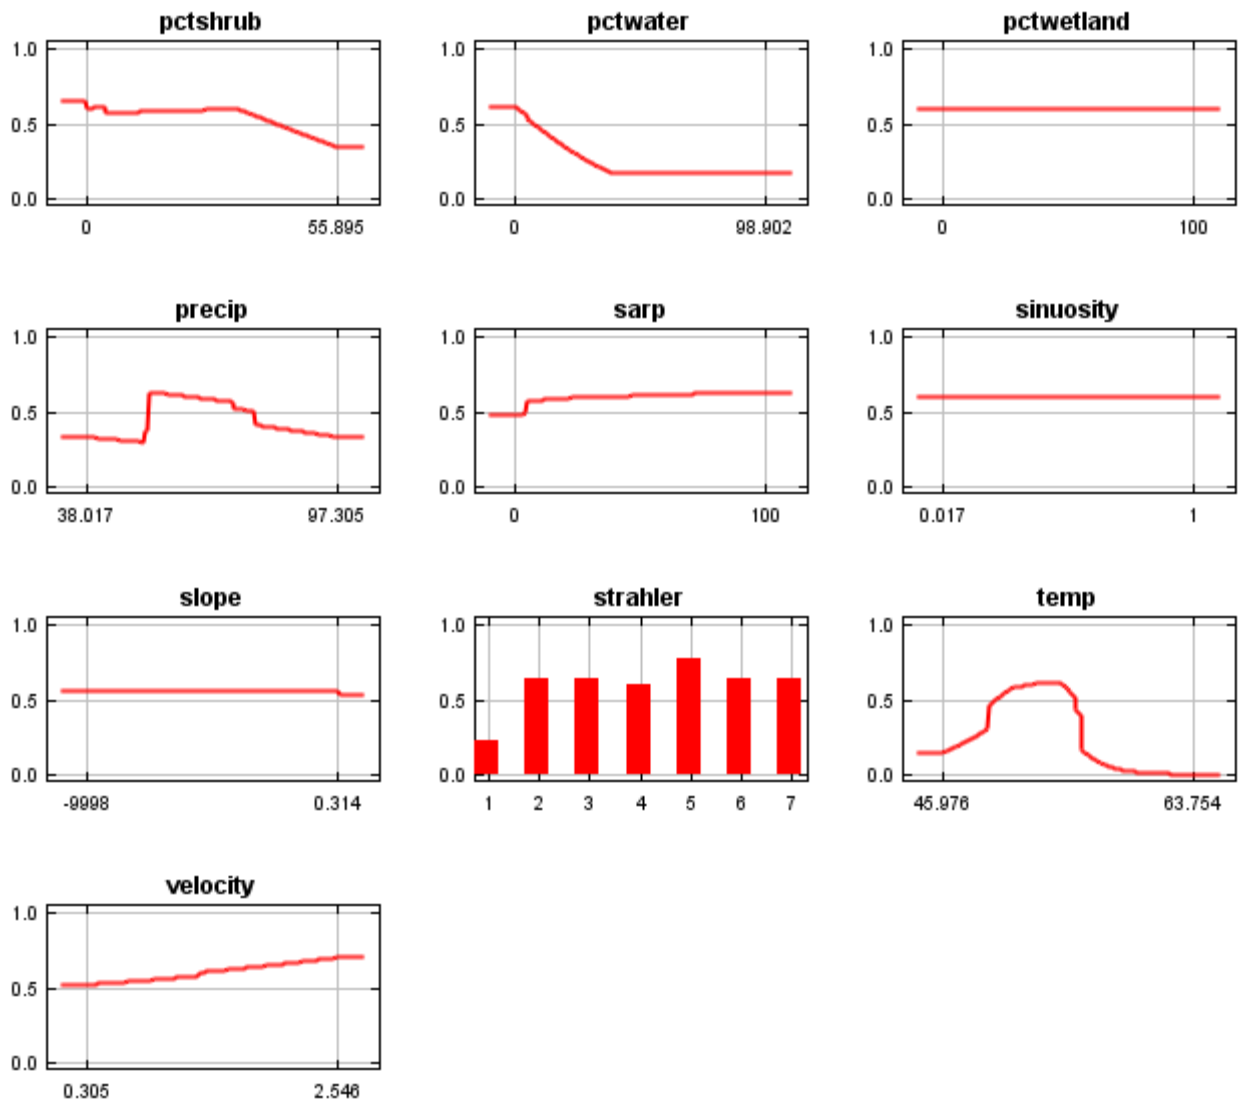 pctshrub pctwater pctwetland
1.0 1.0 1.0
0.5 0.5 0.5
0.0 0.0 0.0
0 55.895 0 98.902 0 100
precip sarp sinuosity
1.0 1.0 1.0
0.5 0.5 0.5
0.0 0.0 0.0
38.017 97.305 0 100 0.017 1
slope strahler temp
1.0 1.0 1.0
0.5 0.5 0.5
0.0 0.0 0.0
-9998 0.314 1 2 3 4 5 6 7 45.976 63.754
velocity
1.0
0.5
0.0
0.305 2.546